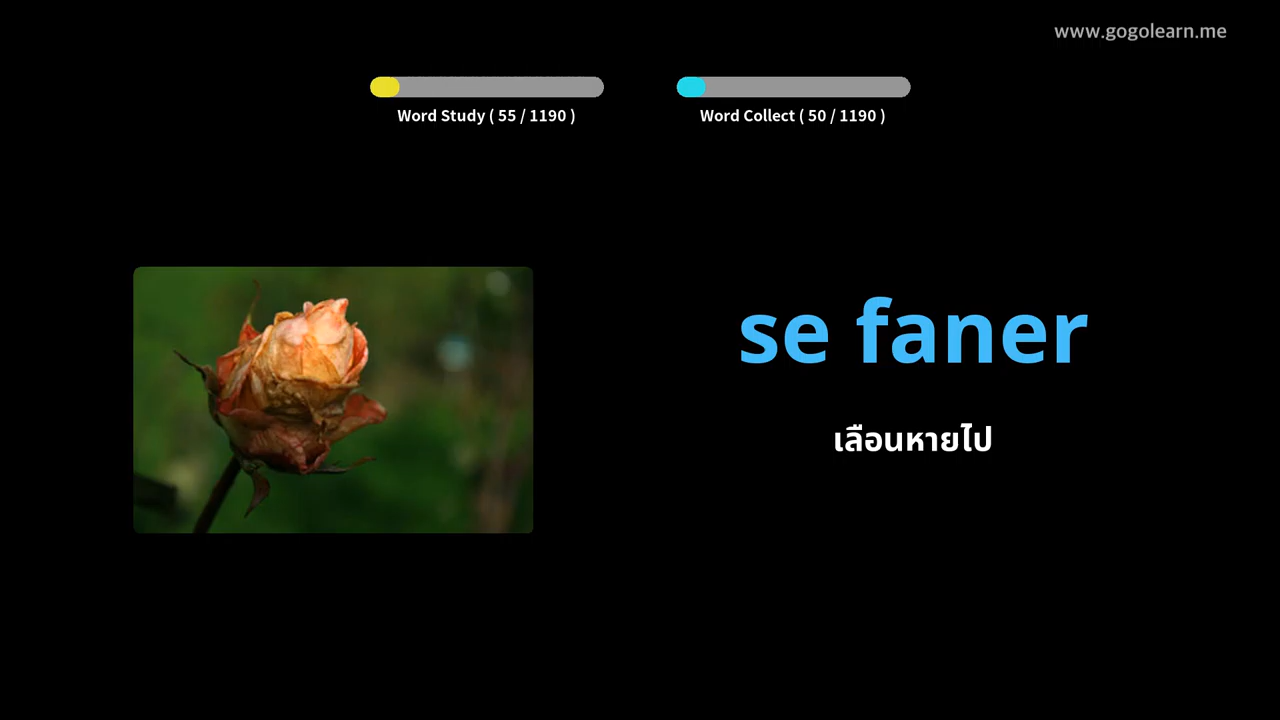 www.gogolearn.me
Word Study ( 55 / 1190 )
Word Collect ( 50 / 1190 )
se faner
เลือนหายไป